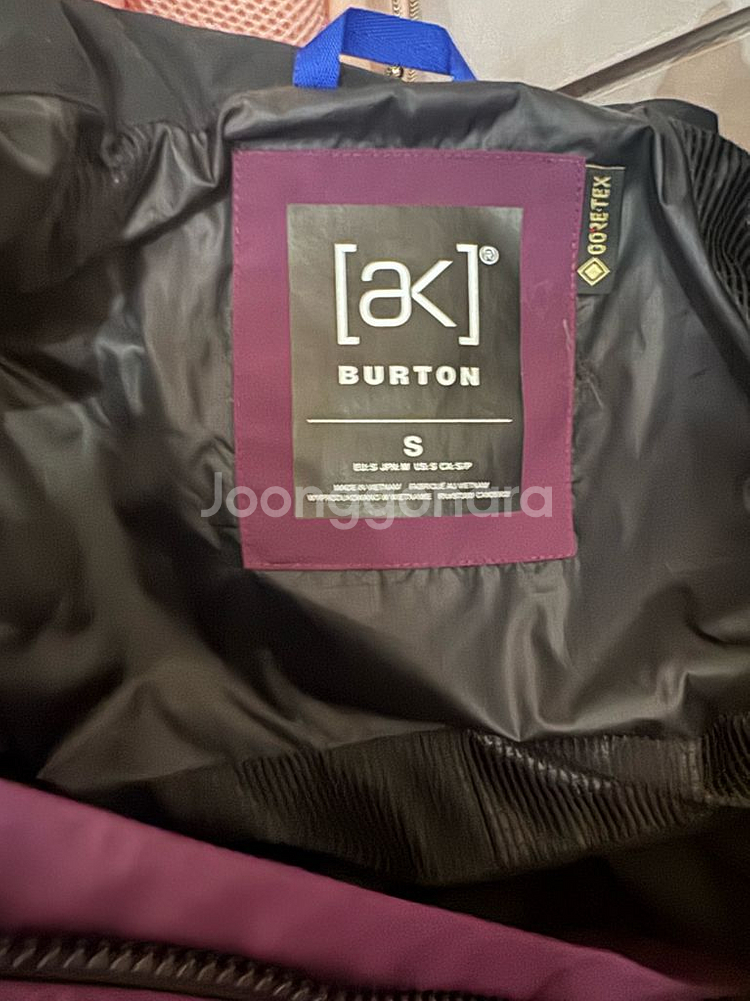 [ak]®
BURTON
GORE-TEX
S
EU:S JPN:M US:S CA:S/P
MADE IN VIETNAM FABRIQUÉ AU VIETNAM
Joonggonara